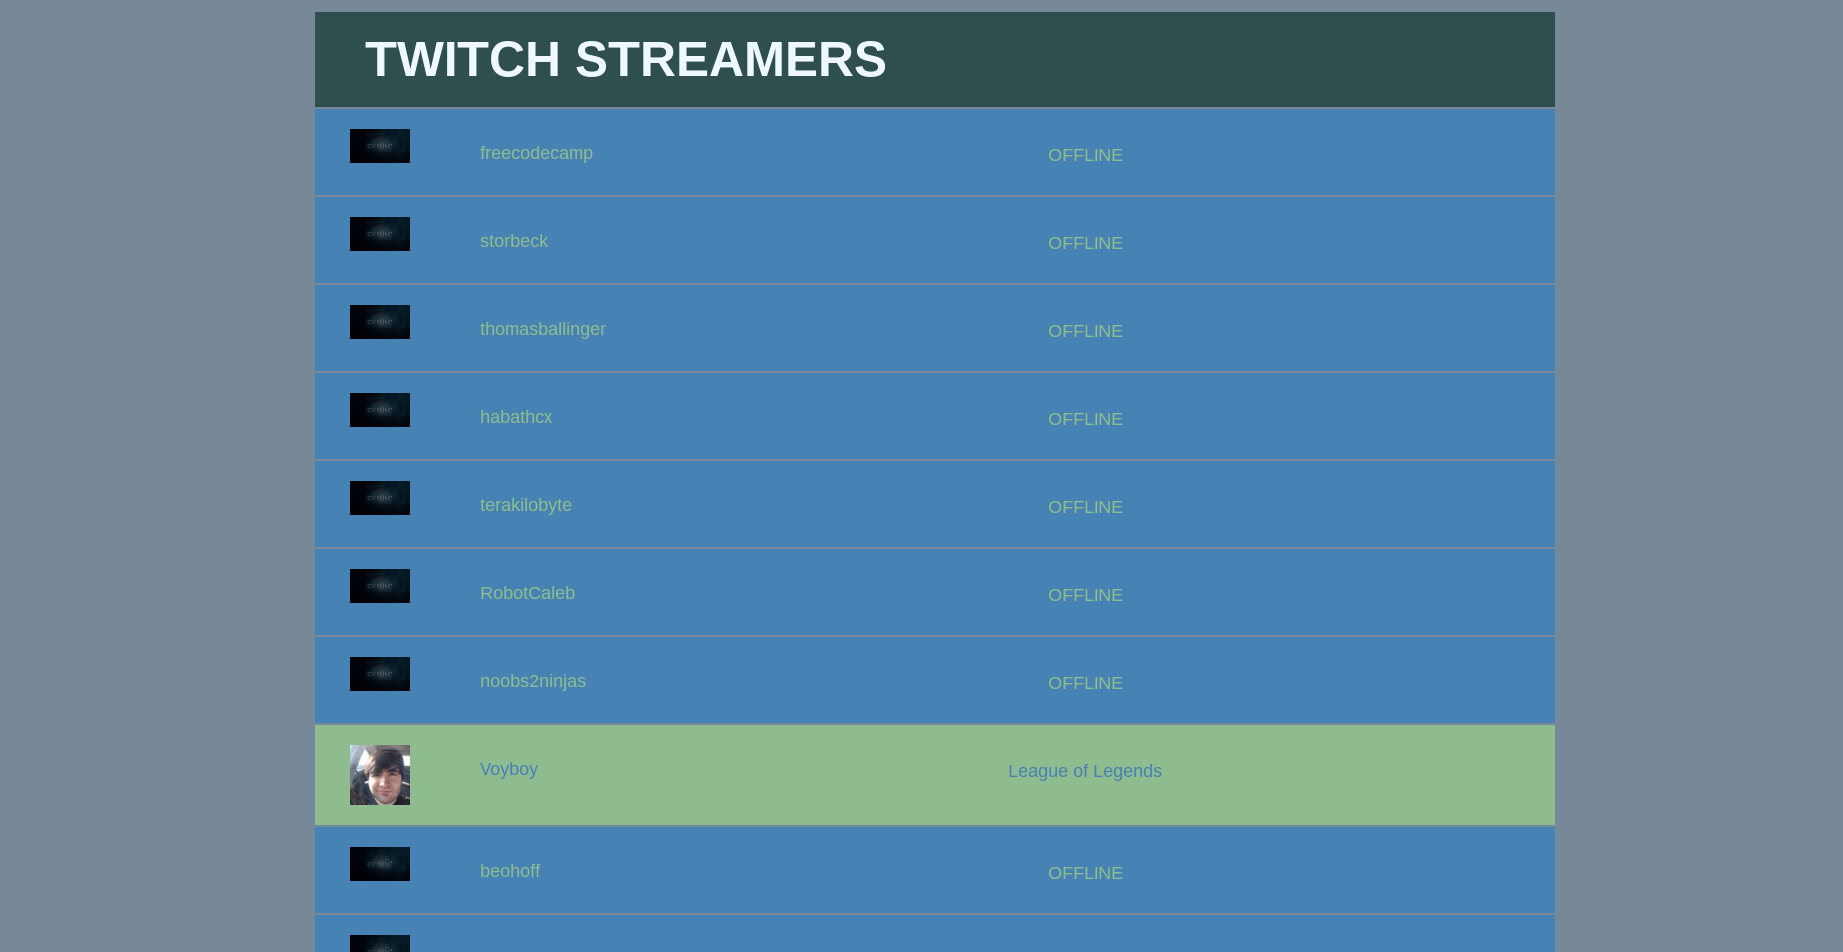 TWITCH STREAMERS
freecodecamp OFFLINE
storbeck OFFLINE
thomasballinger OFFLINE
habathcx OFFLINE
terakilobyte OFFLINE
RobotCaleb OFFLINE
noobs2ninjas OFFLINE
Voyboy League of Legends
beohoff OFFLINE